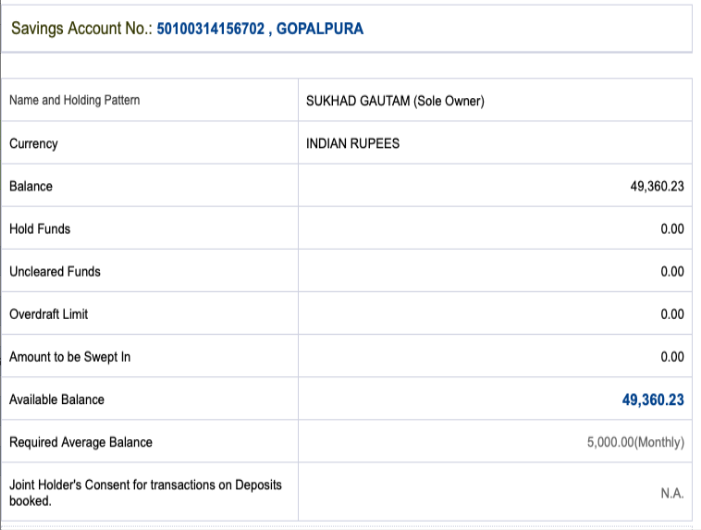 Savings Account No.: 50100314156702 , GOPALPURA
Name and Holding Pattern SUKHAD GAUTAM (Sole Owner)
Currency INDIAN RUPEES
Balance 49,360.23
Hold Funds 0.00
Uncleared Funds 0.00
Overdraft Limit 0.00
Amount to be Swept In 0.00
Available Balance 49,360.23
Required Average Balance 5,000.00(Monthly)
Joint Holder's Consent for transactions on Deposits
booked. N.A.